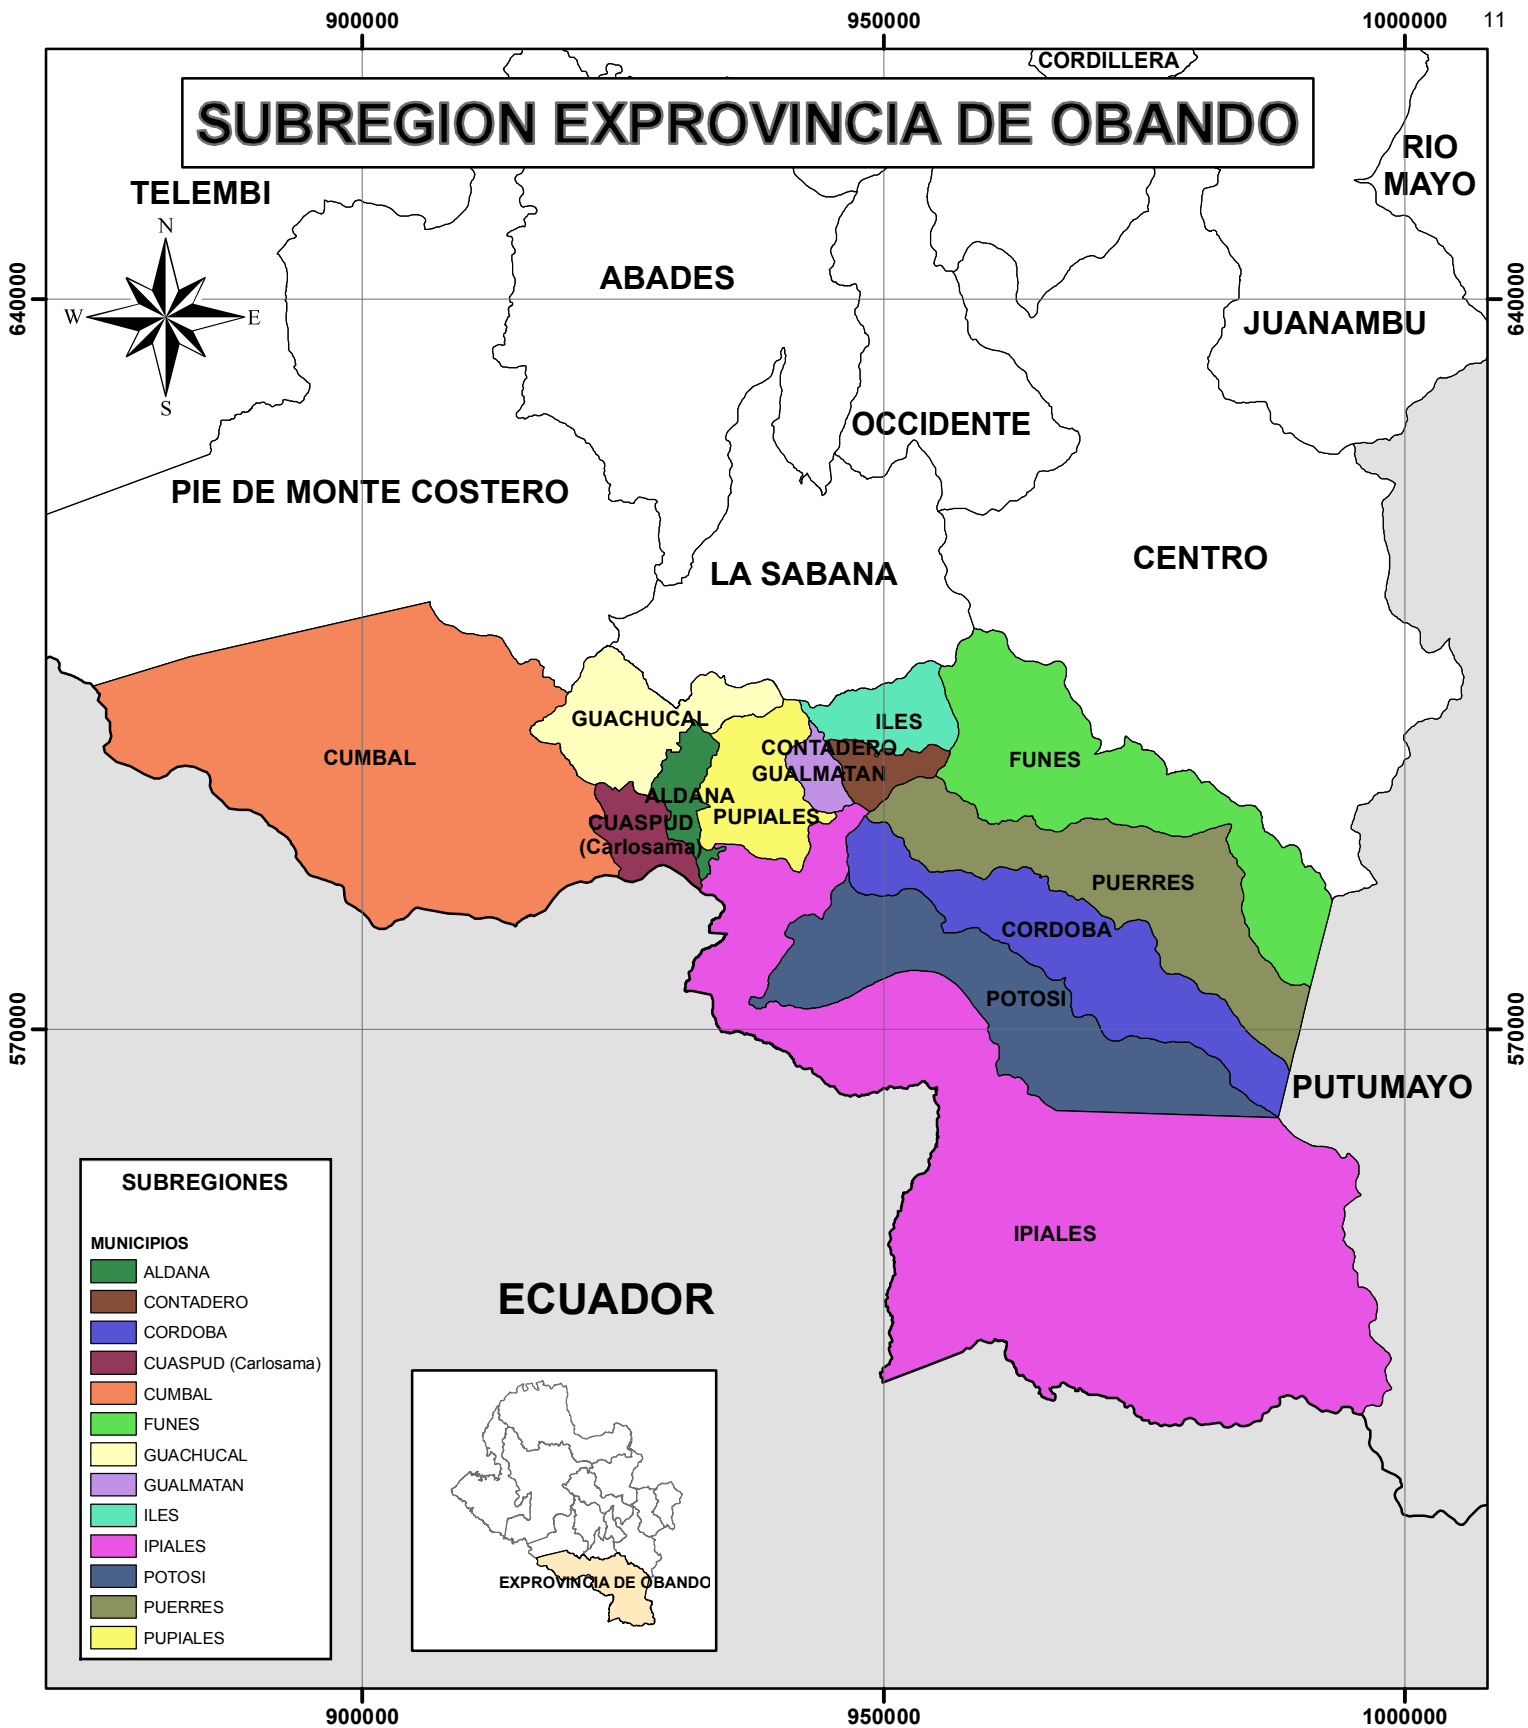 900000
950000
1000000
11
CORDILLERA
SUBREGION EXPROVINCIA DE OBANDO
RIO
MAYO
TELEMBI
N
W
E
S
ABADES
640000
640000
JUANAMBU
OCCIDENTE
PIE DE MONTE COSTERO
CENTRO
LA SABANA
GUACHUCAL
ILES
CONTADERO
CUMBAL
FUNES
GUALMATAN
ALDANA
PUPIALES
CUASPUD
(Carlosama)
PUERRES
CORDOBA
POTOSI
570000
570000
PUTUMAYO
IPIALES
ECUADOR
SUBREGIONES
MUNICIPIOS
ALDANA
CONTADERO
CORDOBA
CUASPUD (Carlosama)
CUMBAL
FUNES
GUACHUCAL
GUALMATAN
ILES
IPIALES
POTOSI
PUERRES
PUPIALES
EXPROVINCIA DE OBANDO
900000
950000
1000000